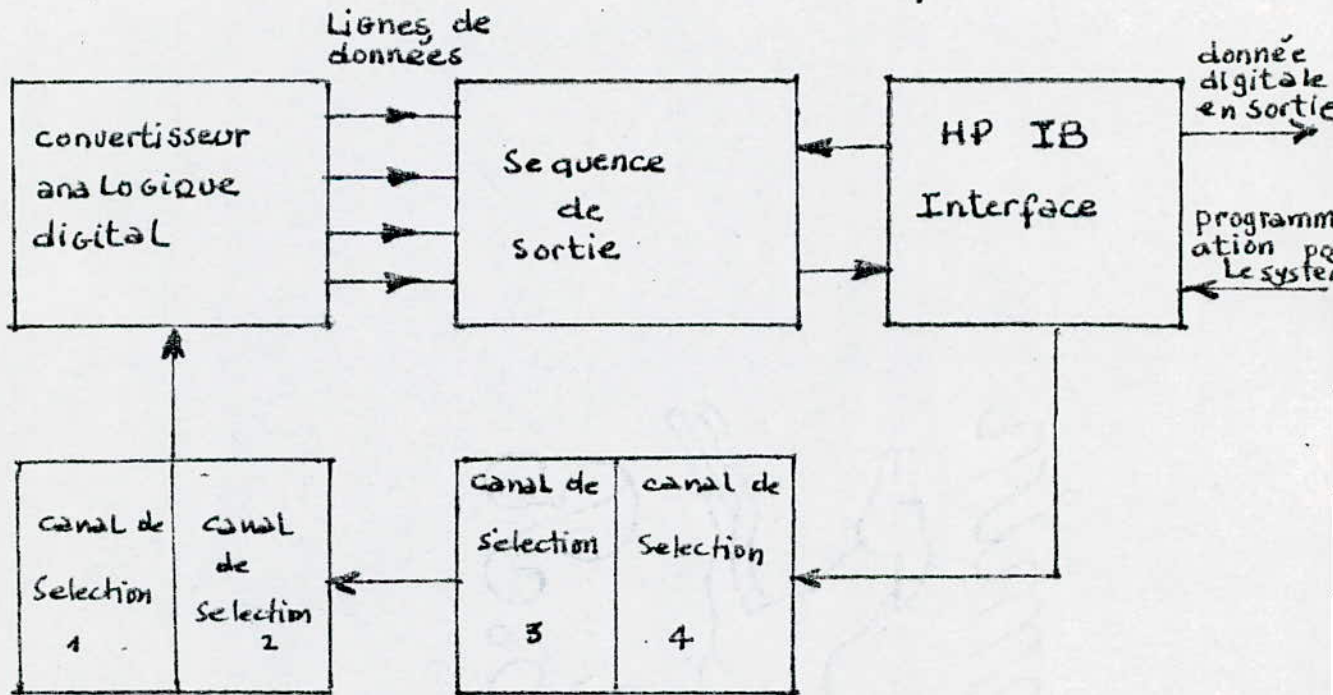 Lignes de
données
convertisseur
analogique
digital
Sequence
de
sortie
HP IB
Interface
donnée
digitale
en sortie
programm
ation
Le system
canal de
Selection
1
canal
de
Selection
2
canal de
selection
3
canal de
Selection
4